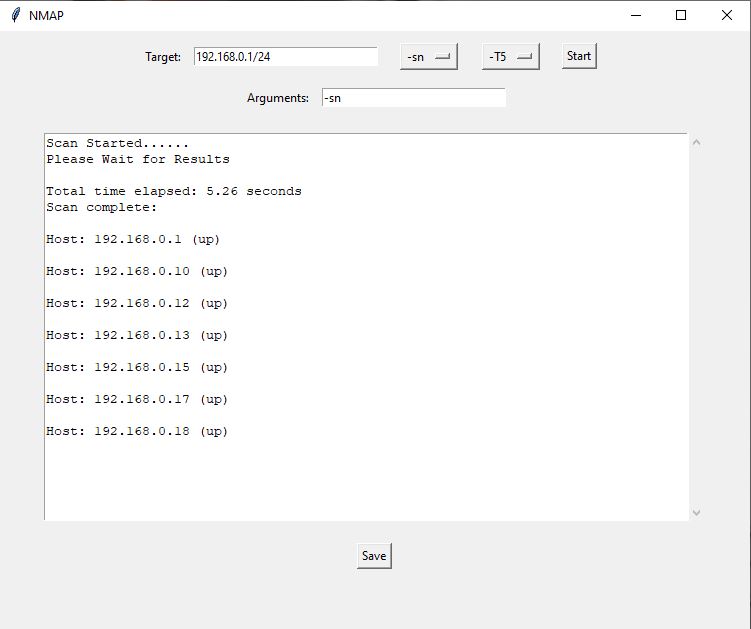 NMAP
Target: 192.168.0.1/24 -sn -T5 Start
Arguments: -sn
Scan Started......
Please Wait for Results
Total time elapsed: 5.26 seconds
Scan complete:
Host: 192.168.0.1 (up)
Host: 192.168.0.10 (up)
Host: 192.168.0.12 (up)
Host: 192.168.0.13 (up)
Host: 192.168.0.15 (up)
Host: 192.168.0.17 (up)
Host: 192.168.0.18 (up)
Save